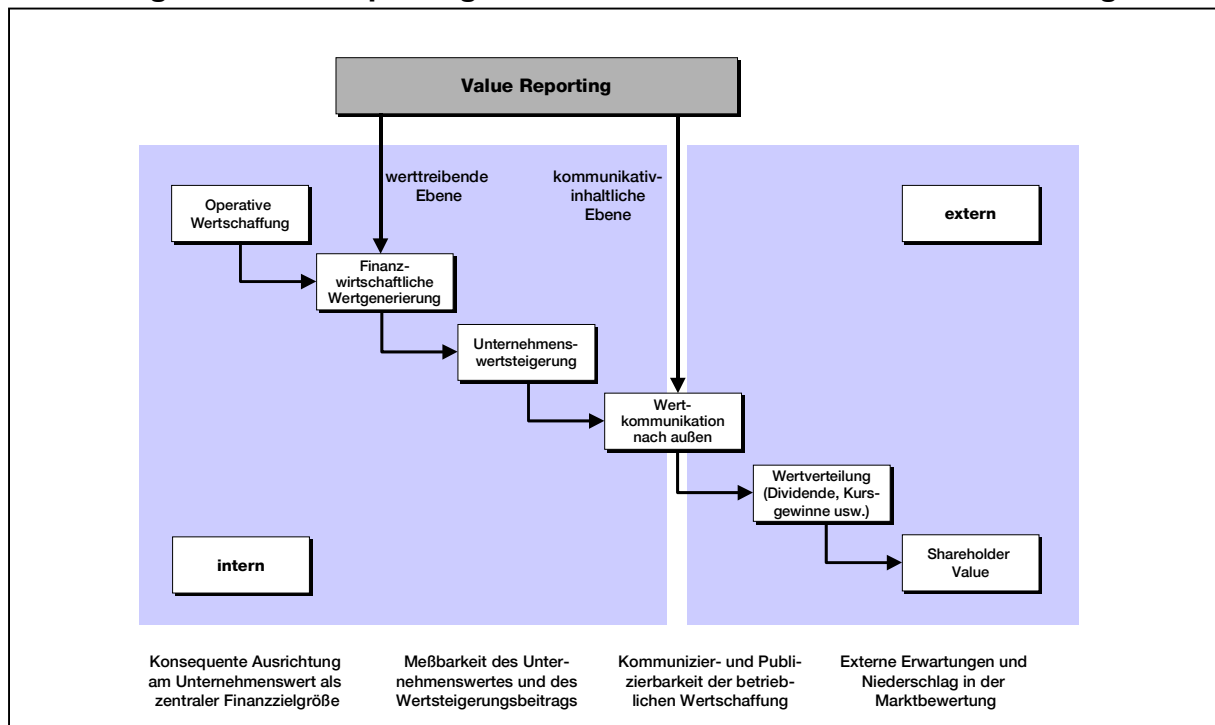 Value Reporting
werttreibende
Ebene
kommunikativ-
inhaltliche
Ebene
Operative
Wertschaffung
extern
Finanz-
wirtschaftliche
Wertgenerierung
Unternehmens-
wertsteigerung
Wert-
kommunikation
nach außen
Wertverteilung
(Dividende, Kurs-
gewinne usw.)
intern
Shareholder
Value
Konsequente Ausrichtung
am Unternehmenswert als
zentraler Finanzzielgröße
Meßbarkeit des Unter-
nehmenswertes und des
Wertsteigerungsbeitrags
Kommunizier- und Publi-
zierbarkeit der betrieb-
lichen Wertschaffung
Externe Erwartungen und
Niederschlag in der
Marktbewertung